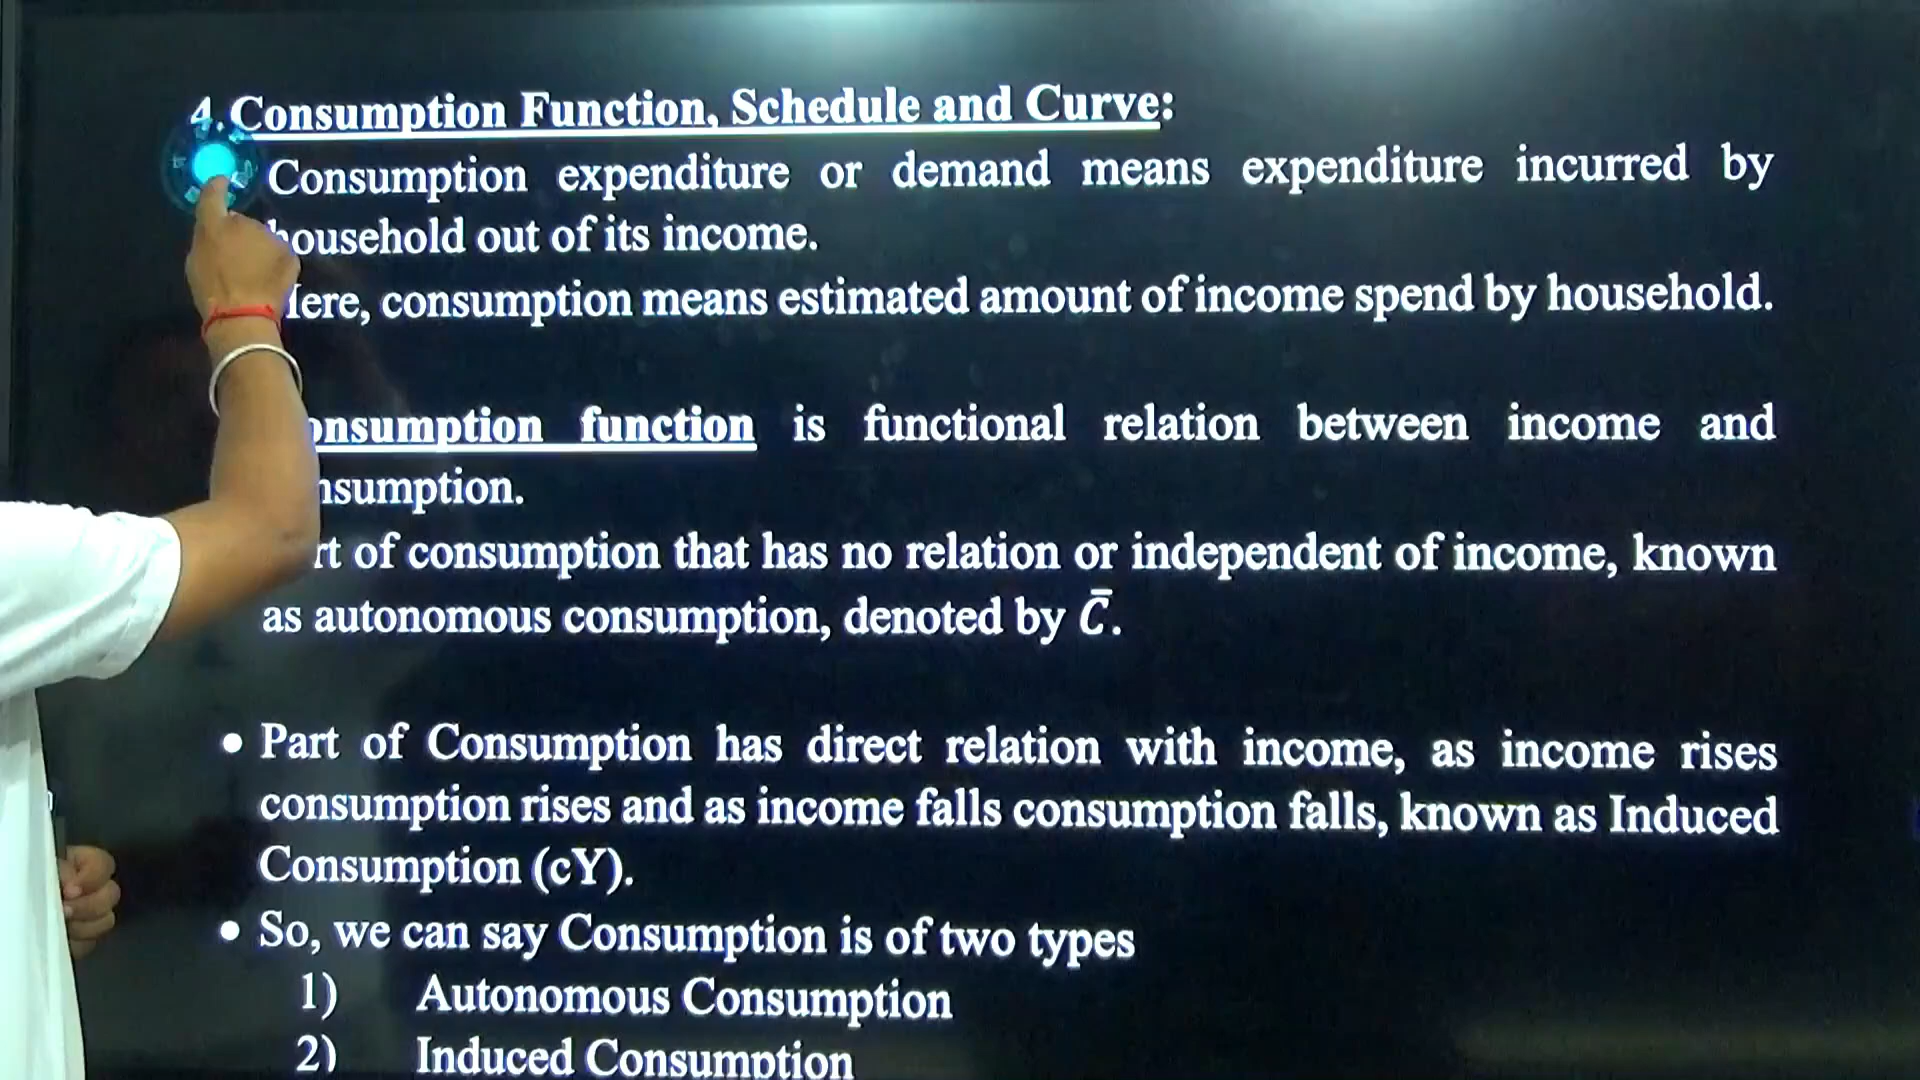 4. Consumption Function, Schedule and Curve:
Consumption expenditure or demand means expenditure incurred by
household out of its income.
Here, consumption means estimated amount of income spend by household.
onsumption function is functional relation between income and
nsumption.
rt of consumption that has no relation or independent of income, known
as autonomous consumption, denoted by C̄.
• Part of Consumption has direct relation with income, as income rises
consumption rises and as income falls consumption falls, known as Induced
Consumption (cY).
• So, we can say Consumption is of two types
1) Autonomous Consumption
2) Induced Consumption